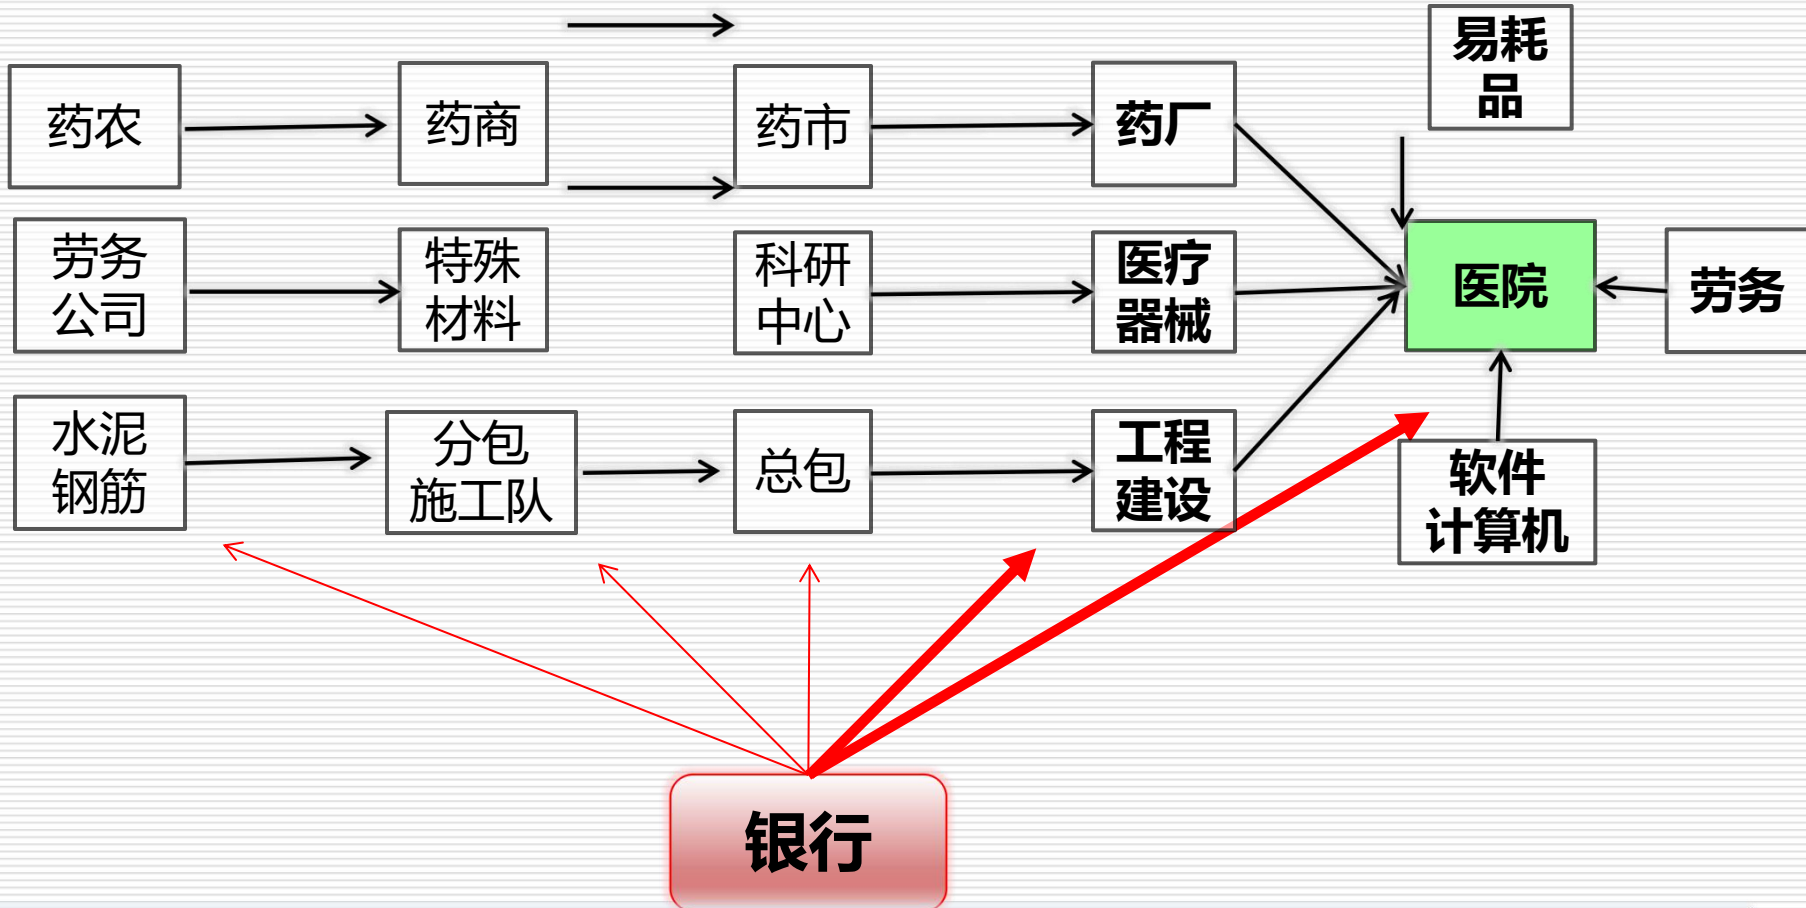 易耗
品
药农
药商
药市
药厂
劳务
公司
特殊
材料
科研
中心
医疗
器械
医院
劳务
水泥
钢筋
分包
施工队
总包
工程
建设
软件
计算机
银行